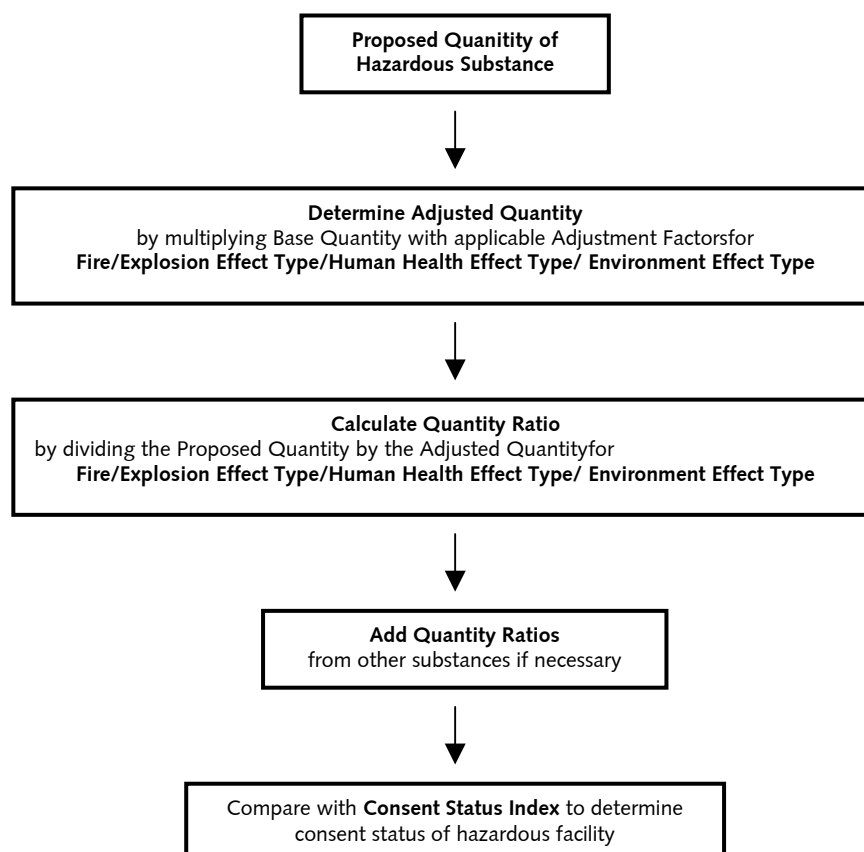 Proposed Quanitity of
Hazardous Substance
Determine Adjusted Quantity
by multiplying Base Quantity with applicable Adjustment Factorsfor
Fire/Explosion Effect Type/Human Health Effect Type/ Environment Effect Type
Calculate Quantity Ratio
by dividing the Proposed Quantity by the Adjusted Quantityfor
Fire/Explosion Effect Type/Human Health Effect Type/ Environment Effect Type
Add Quantity Ratios
from other substances if necessary
Compare with Consent Status Index to determine
consent status of hazardous facility